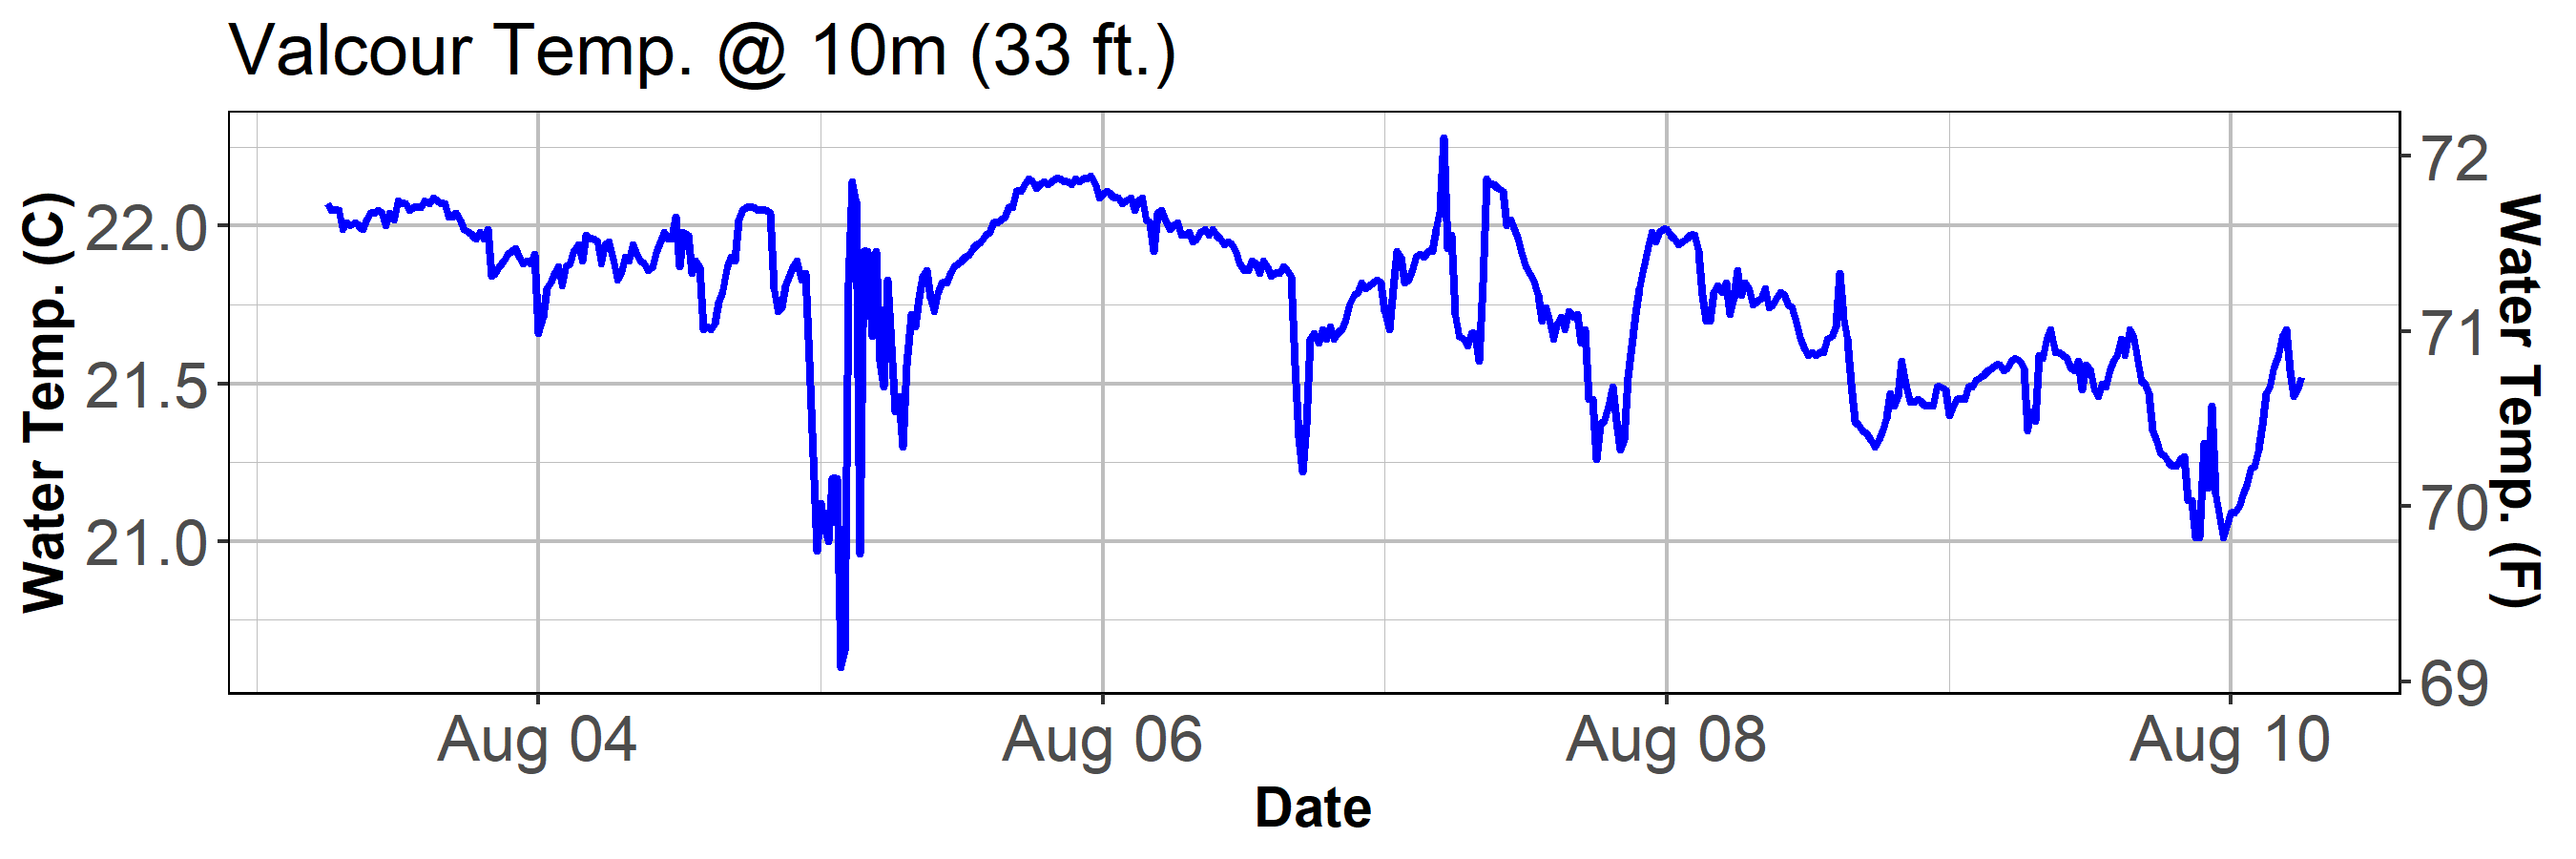 Valcour Temp. @ 10m (33 ft.)
Water Temp. (C)
22.0
21.5
21.0
72
71
70
69
Water Temp. (F)
Aug 04
Aug 06
Aug 08
Aug 10
Date